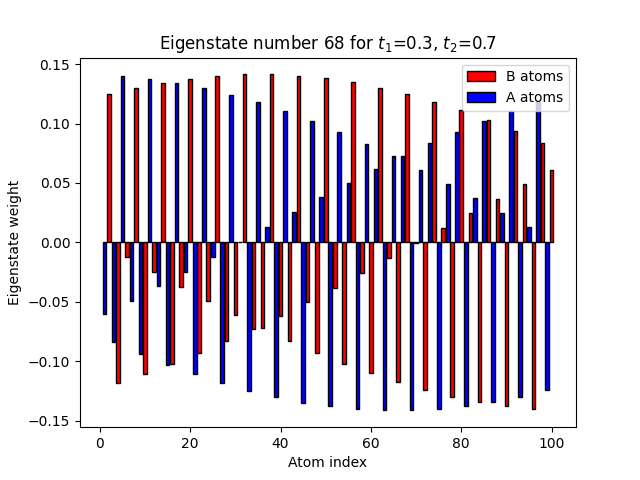 Eigenstate number 68 for t₁=0.3, t₂=0.7
B atoms
A atoms
Eigenstate weight
0.15
0.10
0.05
0.00
−0.05
−0.10
−0.15
0 20 40 60 80 100
Atom index